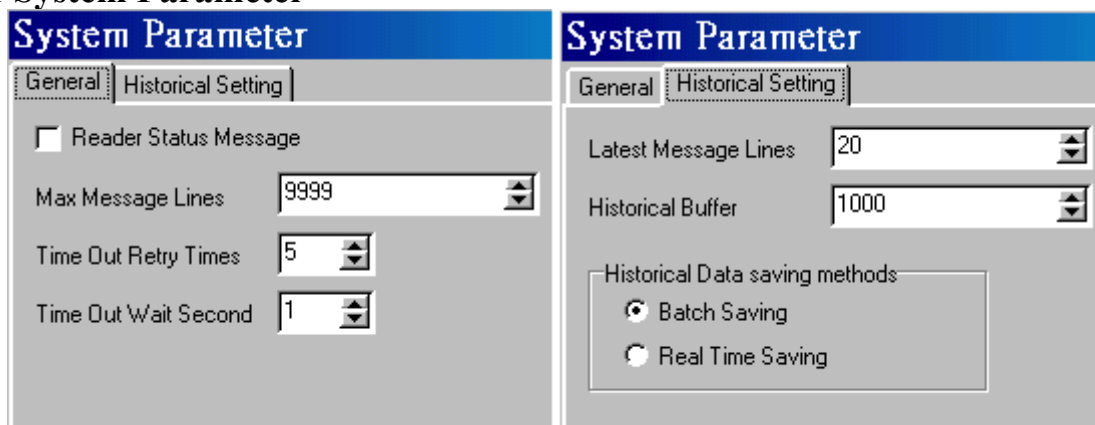 System Parameter
System Parameter
General
Historical Setting
Reader Status Message
Max Message Lines
9999
Time Out Retry Times
5
Time Out Wait Second
1
System Parameter
General
Historical Setting
Latest Message Lines
20
Historical Buffer
1000
Historical Data saving methods
Batch Saving
Real Time Saving